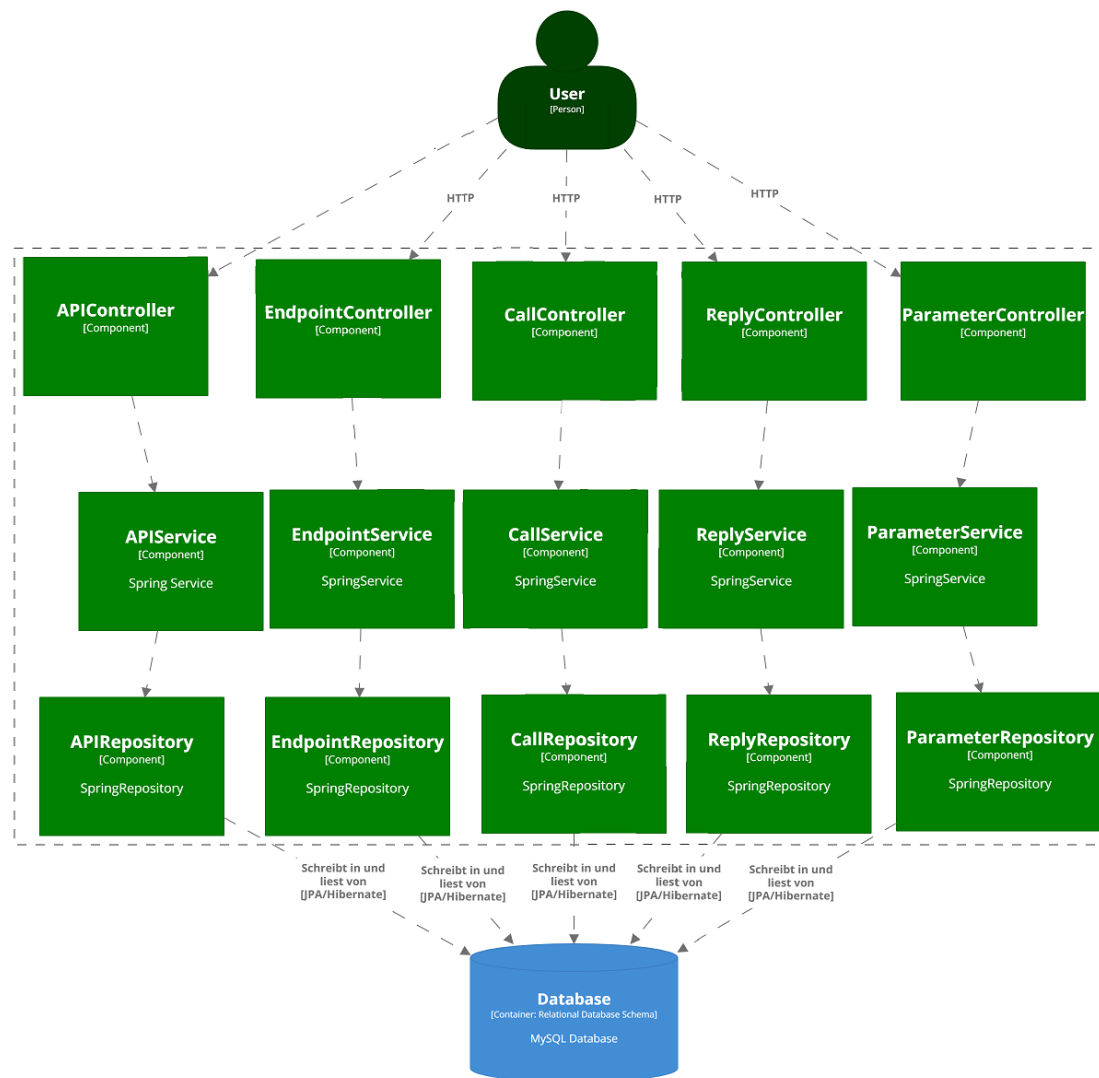 User
[Person]
HTTP
HTTP
HTTP
HTTP
APIController
[Component]
EndpointController
[Component]
CallController
[Component]
ReplyController
[Component]
ParameterController
[Component]
APIService
[Component]
Spring Service
EndpointService
[Component]
SpringService
CallService
[Component]
SpringService
ReplyService
[Component]
SpringService
ParameterService
[Component]
SpringService
APIRepository
[Component]
SpringRepository
EndpointRepository
[Component]
SpringRepository
CallRepository
[Component]
SpringRepository
ReplyRepository
[Component]
SpringRepository
ParameterRepository
[Component]
SpringRepository
Schreibt in und
liest von
[JPA/Hibernate]
Schreibt in und
liest von
[JPA/Hibernate]
Schreibt in und
liest von
[JPA/Hibernate]
Schreibt in und
liest von
[JPA/Hibernate]
Schreibt in und
liest von
[JPA/Hibernate]
Database
[Container: Relational Database Schema]
MySQL Database